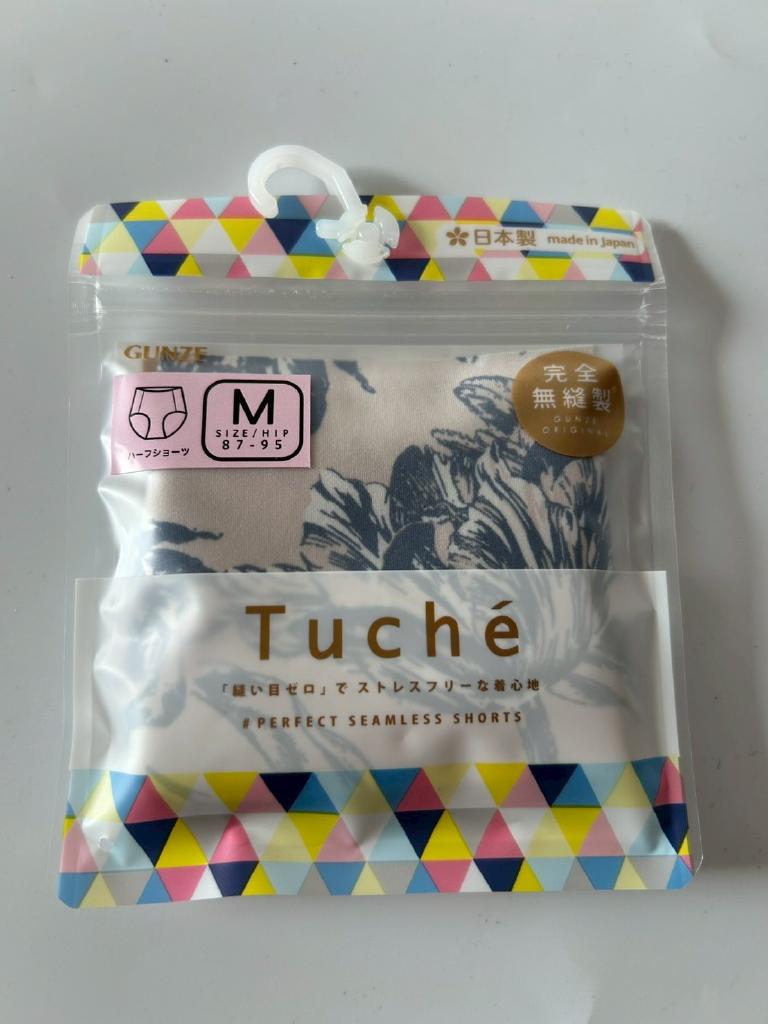 日本製 made in Japan
GUNZE
M
SIZE/HIP
87-95
ハーフショーツ
完全
無縫製
GUNZE
ORIGINAL
Tuché
「縫い目ゼロ」で ストレスフリーな着心地
#PERFECT SEAMLESS SHORTS